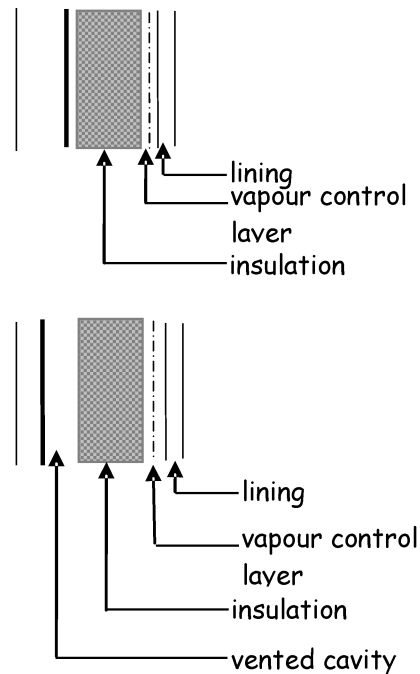 lining
vapour control
layer
insulation
lining
vapour control
layer
insulation
vented cavity